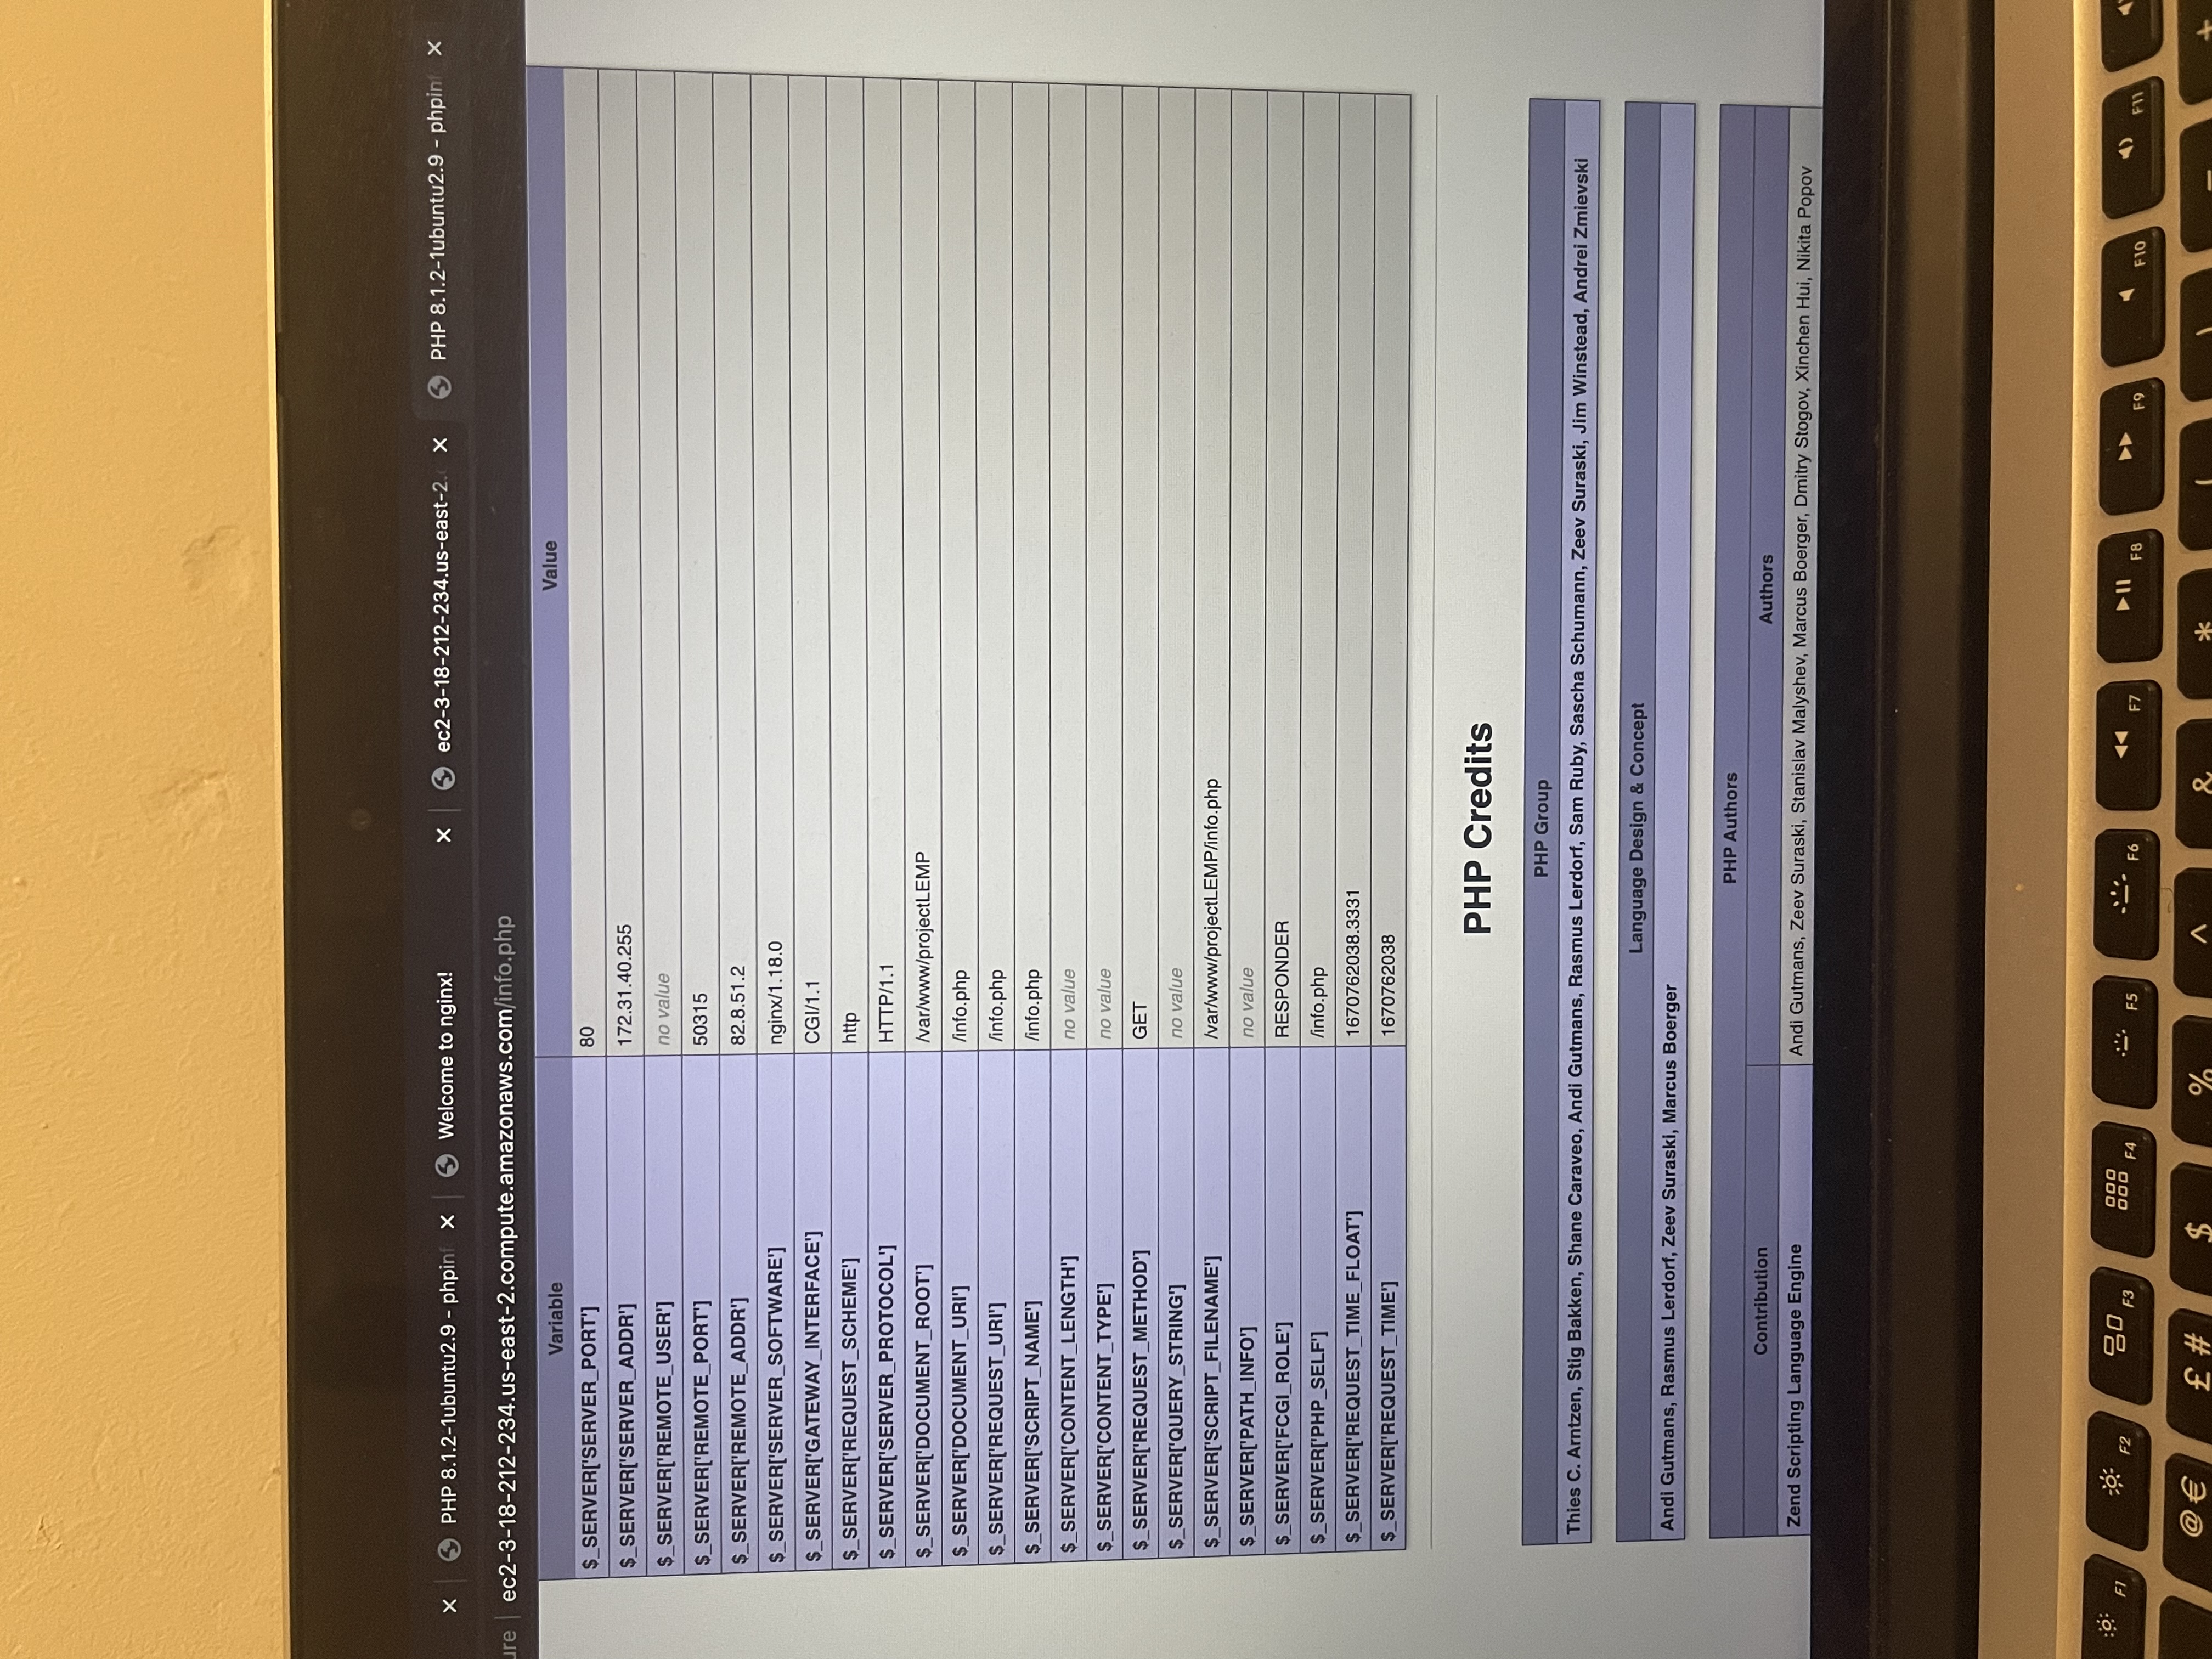 PHP 8.1.2-1ubuntu2.9 - phpinf Welcome to nginx! ec2-3-18-212-234.us-east-2. PHP 8.1.2-1ubuntu2.9 - phpinf
ure ec2-3-18-212-234.us-east-2.compute.amazonaws.com/info.php
Variable Value
$_SERVER['SERVER_PORT'] 80
$_SERVER['SERVER_ADDR'] 172.31.40.255
$_SERVER['REMOTE_USER'] no value
$_SERVER['REMOTE_PORT'] 50315
$_SERVER['REMOTE_ADDR'] 82.8.51.2
$_SERVER['SERVER_SOFTWARE'] nginx/1.18.0
$_SERVER['GATEWAY_INTERFACE'] CGI/1.1
$_SERVER['REQUEST_SCHEME'] http
$_SERVER['SERVER_PROTOCOL'] HTTP/1.1
$_SERVER['DOCUMENT_ROOT'] /var/www/projectLEMP
$_SERVER['DOCUMENT_URI'] /info.php
$_SERVER['REQUEST_URI'] /info.php
$_SERVER['SCRIPT_NAME'] /info.php
$_SERVER['CONTENT_LENGTH'] no value
$_SERVER['CONTENT_TYPE'] no value
$_SERVER['REQUEST_METHOD'] GET
$_SERVER['QUERY_STRING'] no value
$_SERVER['SCRIPT_FILENAME'] /var/www/projectLEMP/info.php
$_SERVER['PATH_INFO'] no value
$_SERVER['FCGI_ROLE'] RESPONDER
$_SERVER['PHP_SELF'] /info.php
$_SERVER['REQUEST_TIME_FLOAT'] 1670762038.3331
$_SERVER['REQUEST_TIME'] 1670762038
PHP Credits
PHP Group
Thies C. Arntzen, Stig Bakken, Shane Caraveo, Andi Gutmans, Rasmus Lerdorf, Sam Ruby, Sascha Schumann, Zeev Suraski, Jim Winstead, Andrei Zmievski
Language Design & Concept
Andi Gutmans, Rasmus Lerdorf, Zeev Suraski, Marcus Boerger
PHP Authors
Contribution Authors
Zend Scripting Language Engine Andi Gutmans, Zeev Suraski, Stanislav Malyshev, Marcus Boerger, Dmitry Stogov, Xinchen Hui, Nikita Popov
F1 F2 F3 F4 F5 F6 F7 F8 F9 F10 F11
@ € £ # $ % ^ & * ( ) _ +